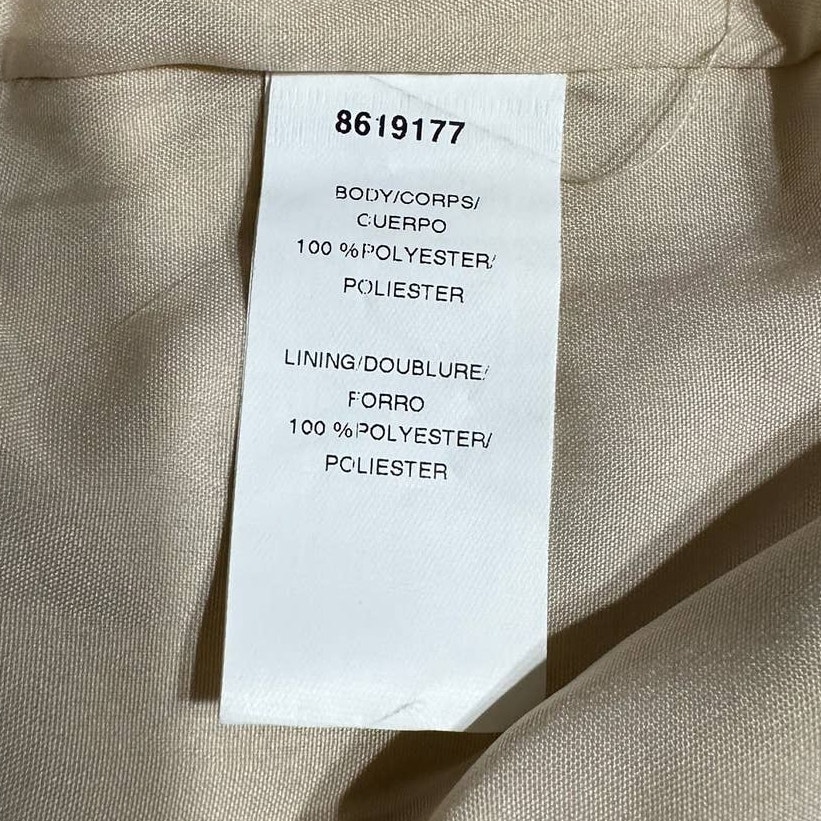 8619177
BODY/CORPS/
CUERPO
100 %POLYESTER/
POLIESTER
LINING/DOUBLURE/
FORRO
100 %POLYESTER/
POLIESTER